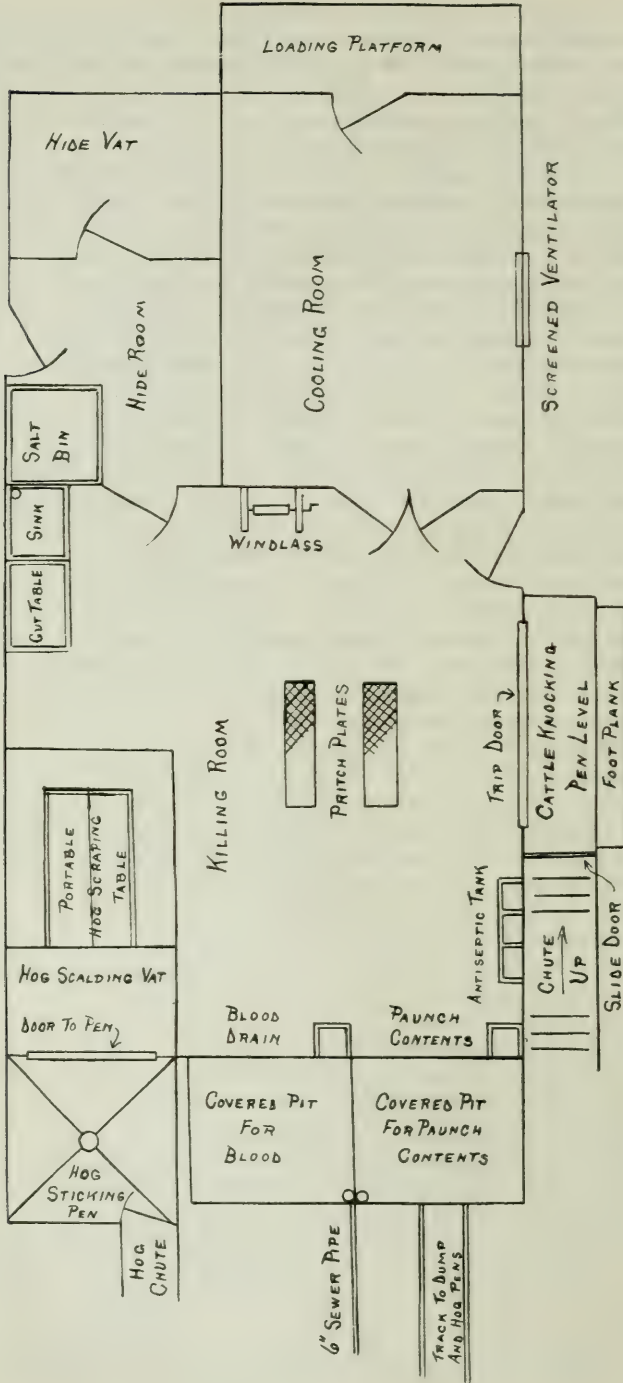 LOADING PLATFORM
HIDE VAT
HIDE ROOM
COOLING ROOM
SCREENED VENTILATOR
SALT
BIN
SINK
GUT TABLE
WINDLASS
KILLING ROOM
PRITCH PLATES
TRIP DOOR
CATTLE KNOCKING
PEN LEVEL
FOOT PLANK
PORTABLE
HOG SCRAPING
TABLE
HOG SCALDING VAT
DOOR TO PEN
ANTISEPTIC TANK
CHUTE
UP
SLIDE DOOR
BLOOD
DRAIN
PAUNCH
CONTENTS
COVERED PIT
FOR
BLOOD
COVERED PIT
FOR PAUNCH
CONTENTS
HOG
STICKING
PEN
HOG
CHUTE
6" SEWER PIPE
TRACK TO DUMP
AND HOG PENS